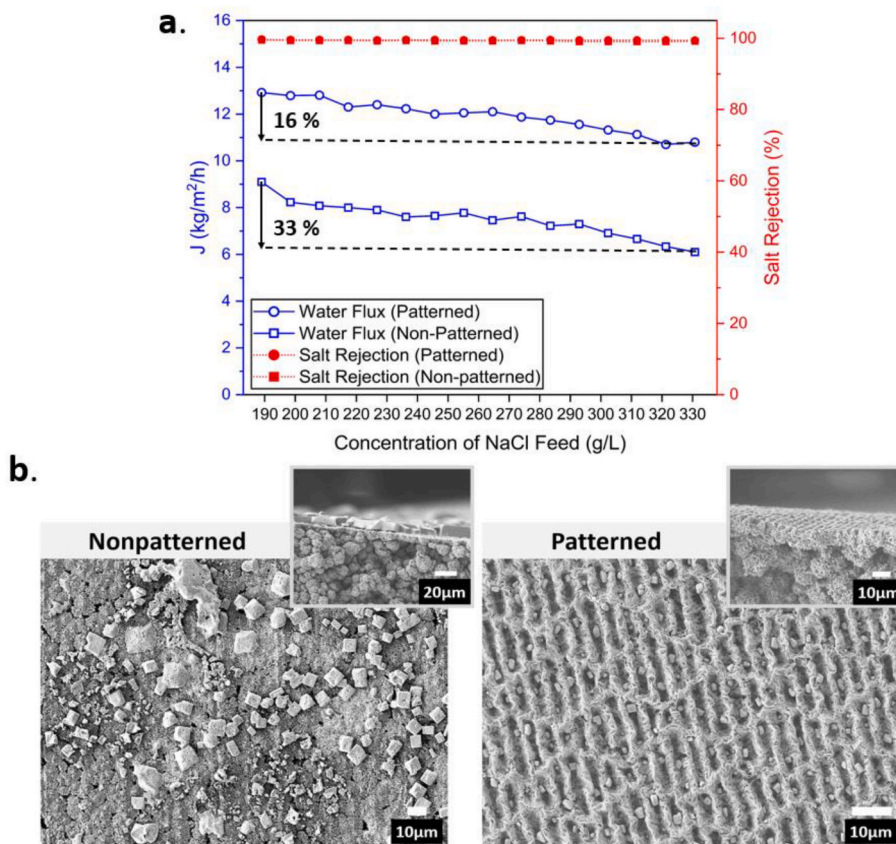 a.
16
14
12
10
8
6
4
2
0
J (kg/m²/h)
100
80
60
40
20
0
Salt Rejection (%)
16 %
33 %
Water Flux (Patterned)
Water Flux (Non-Patterned)
Salt Rejection (Patterned)
Salt Rejection (Non-patterned)
190 200 210 220 230 240 250 260 270 280 290 300 310 320 330
Concentration of NaCl Feed (g/L)
b.
Nonpatterned
20μm
10μm
Patterned
10μm
10μm